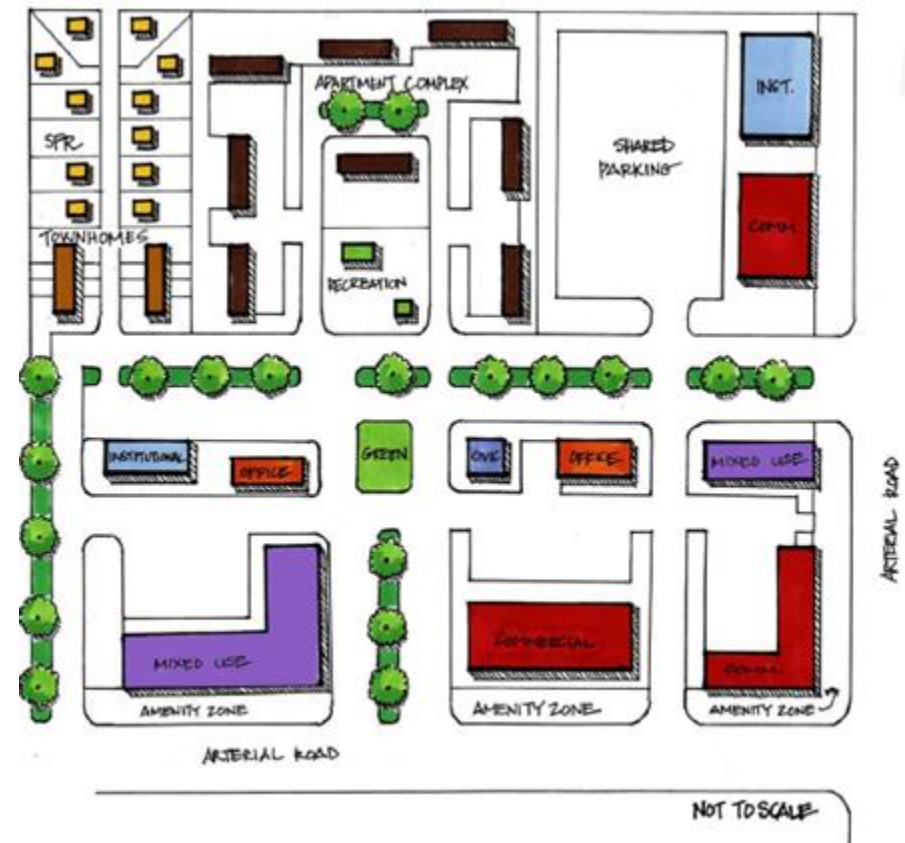 APARTMENT COMPLEX
INST.
SFR
SHARED
PARKING
COMM.
TOWNHOMES
RECREATION
INSTITUTIONAL
OFFICE
GREEN
CIVIC
OFFICE
MIXED USE
ARTERIAL ROAD
MIXED USE
COMMERCIAL
COMM.
AMENITY ZONE
AMENITY ZONE
AMENITY ZONE
ARTERIAL ROAD
NOT TO SCALE